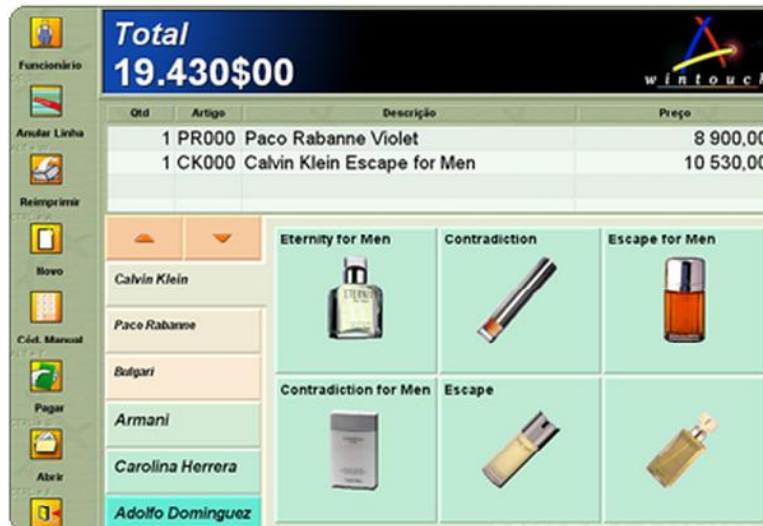 Total
19.430$00
wintouch
Funcionário
Anular Linha
Reimprimir
Novo
Cód. Manual
Pagar
Abrir
Qtd Artigo Descrição Preço
1 PR000 Paco Rabanne Violet 8 900,00
1 CK000 Calvin Klein Escape for Men 10 530,00
Calvin Klein
Paco Rabanne
Bulgari
Armani
Carolina Herrera
Adolfo Dominguez
Eternity for Men Contradiction Escape for Men
Contradiction for Men Escape